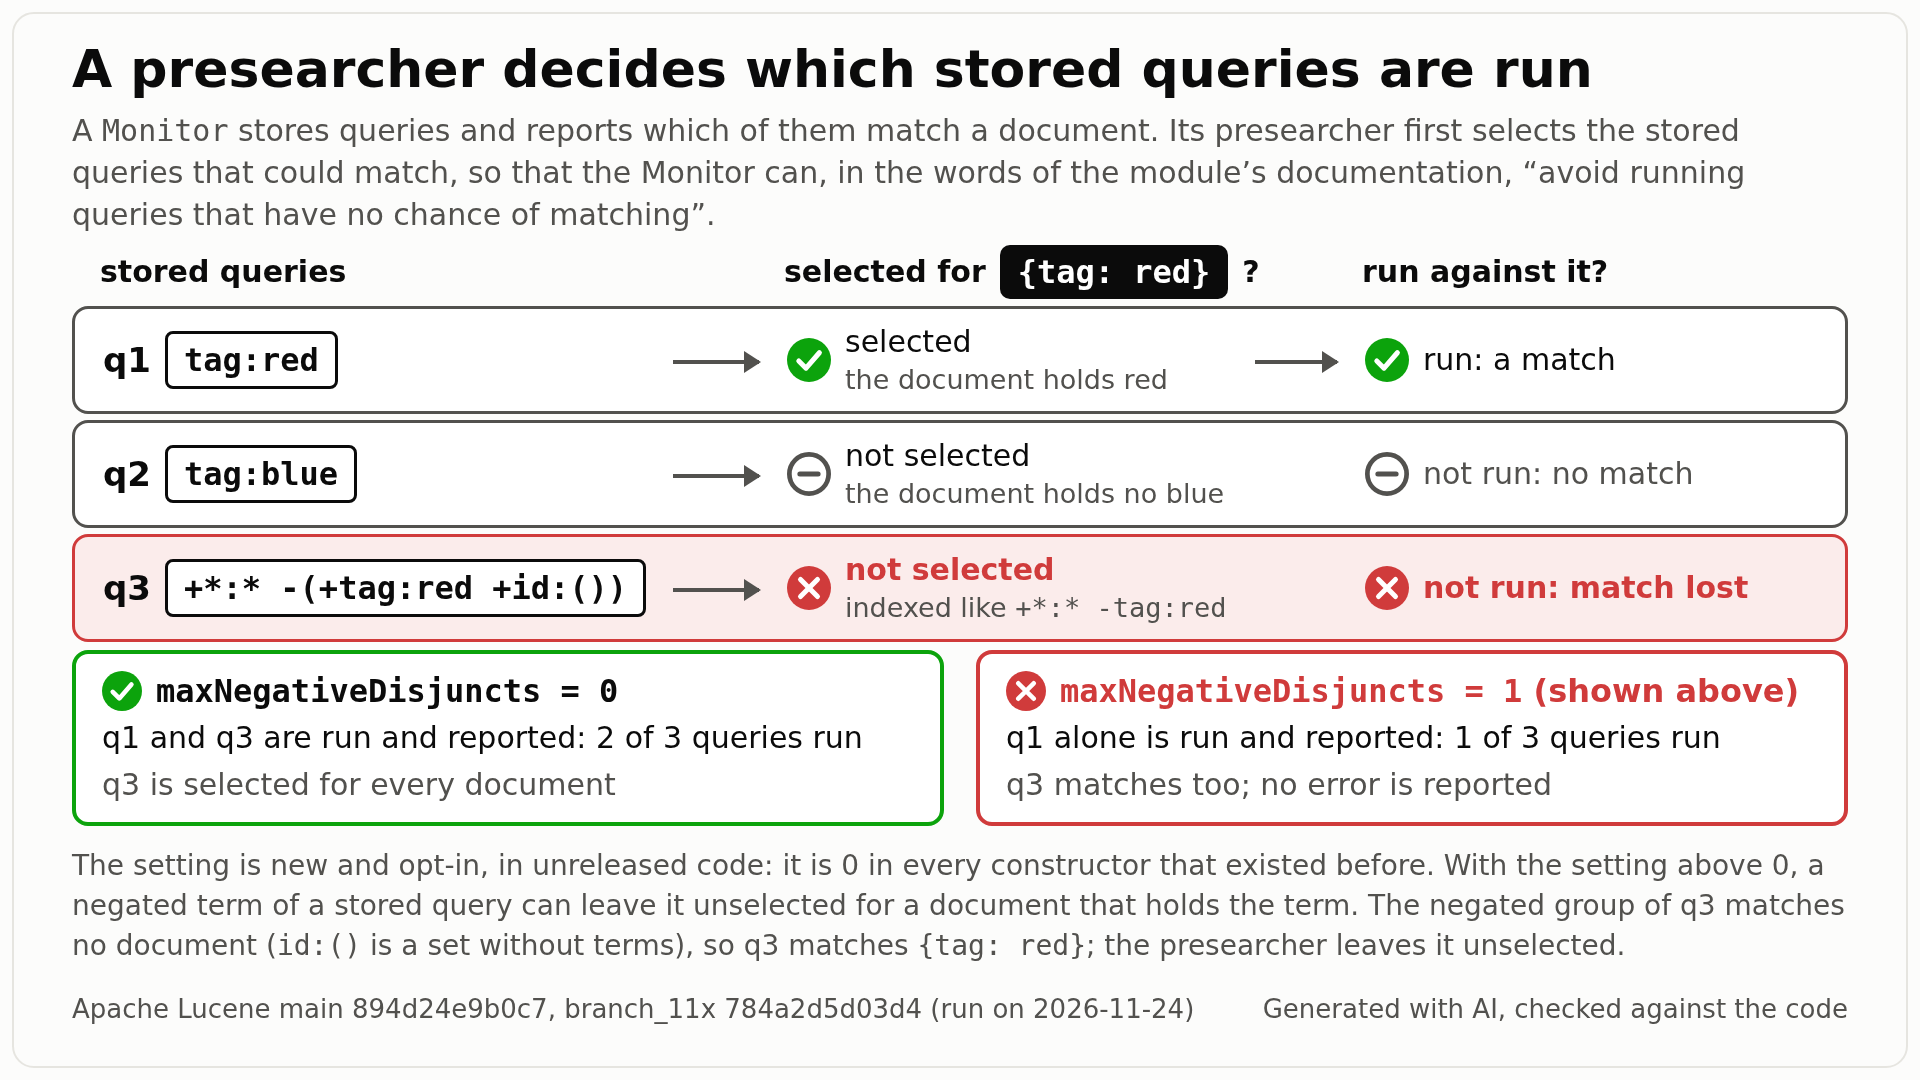 A presearcher decides which stored queries are run
A Monitor stores queries and reports which of them match a document. Its presearcher first selects the stored
queries that could match, so that the Monitor can, in the words of the module’s documentation, “avoid running
queries that have no chance of matching”.
stored queries selected for {tag: red} ? run against it?
q1 tag:red selected run: a match
the document holds red
q2 tag:blue not selected not run: no match
the document holds no blue
q3 +*:* -(+tag:red +id:()) not selected not run: match lost
indexed like +*:* -tag:red
maxNegativeDisjuncts = 0
q1 and q3 are run and reported: 2 of 3 queries run
q3 is selected for every document
maxNegativeDisjuncts = 1 (shown above)
q1 alone is run and reported: 1 of 3 queries run
q3 matches too; no error is reported
The setting is new and opt-in, in unreleased code: it is 0 in every constructor that existed before. With the setting above 0, a
negated term of a stored query can leave it unselected for a document that holds the term. The negated group of q3 matches
no document (id:() is a set without terms), so q3 matches {tag: red}; the presearcher leaves it unselected.
Apache Lucene main 894d24e9b0c7, branch_11x 784a2d5d03d4 (run on 2026-11-24) Generated with AI, checked against the code